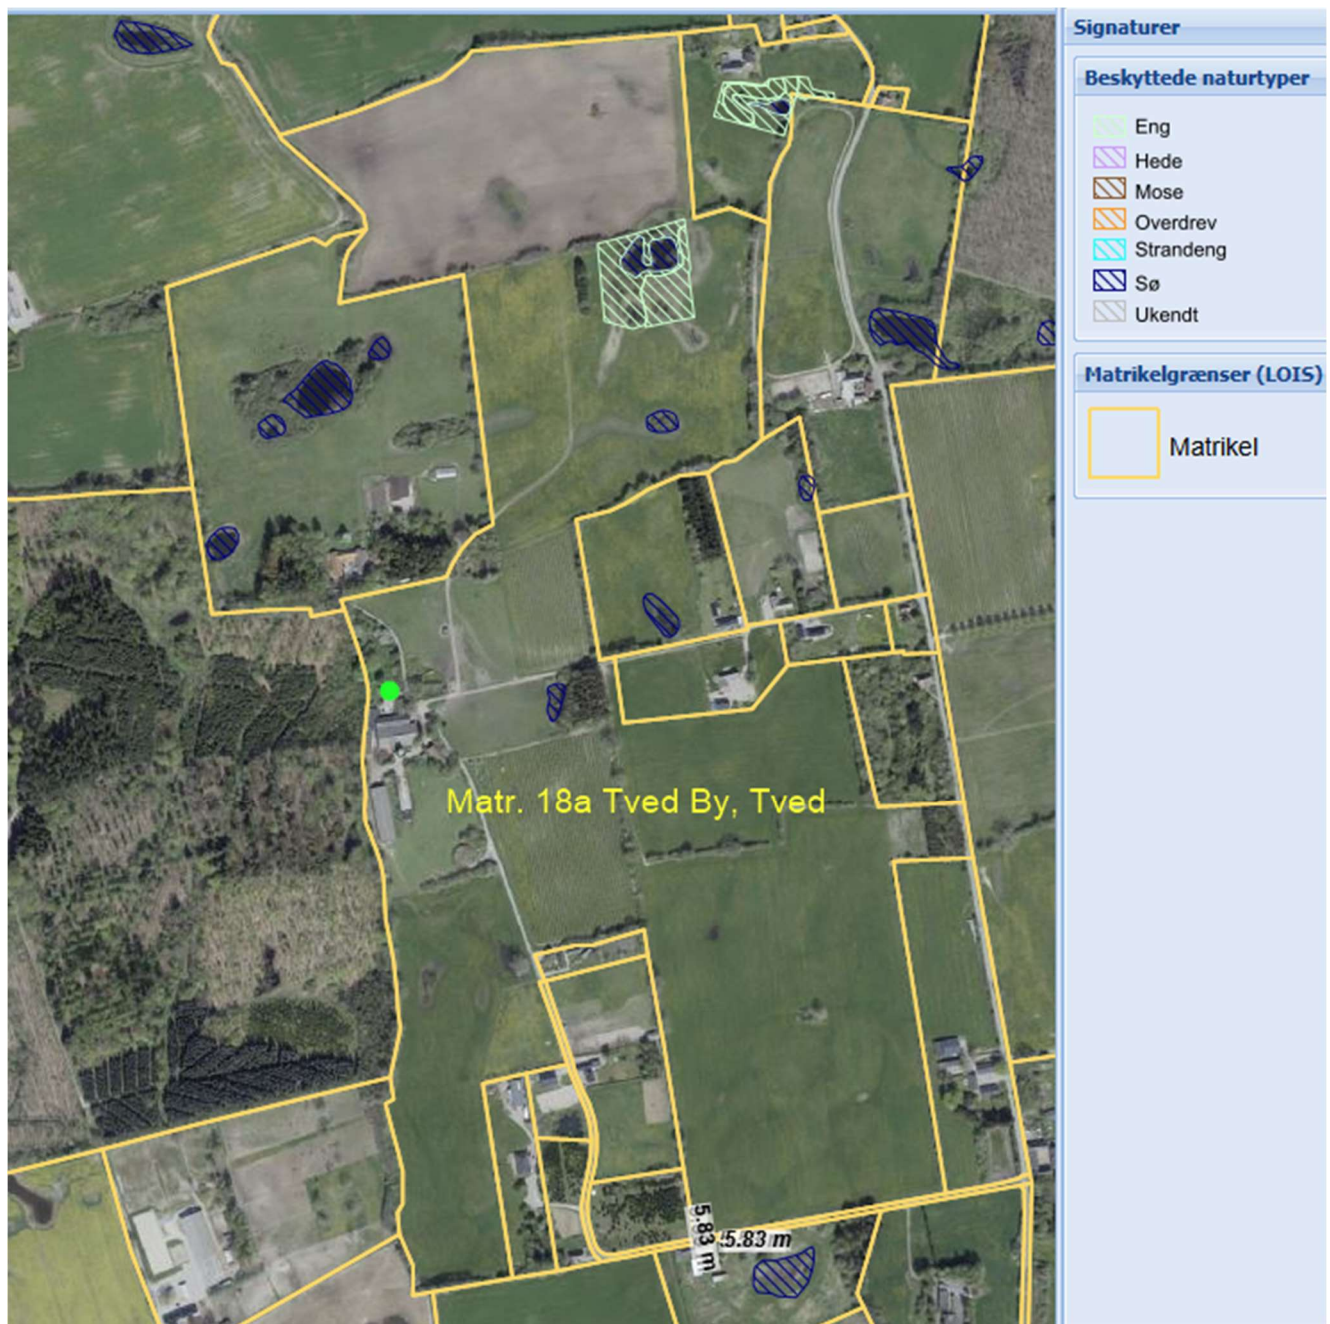 Signaturer
Beskyttede naturtyper
Eng
Hede
Mose
Overdrev
Strandeng
Sø
Ukendt
Matrikelgrænser (LOIS)
Matrikel
Matr. 18a Tved By, Tved
5.83 m
5.83 m